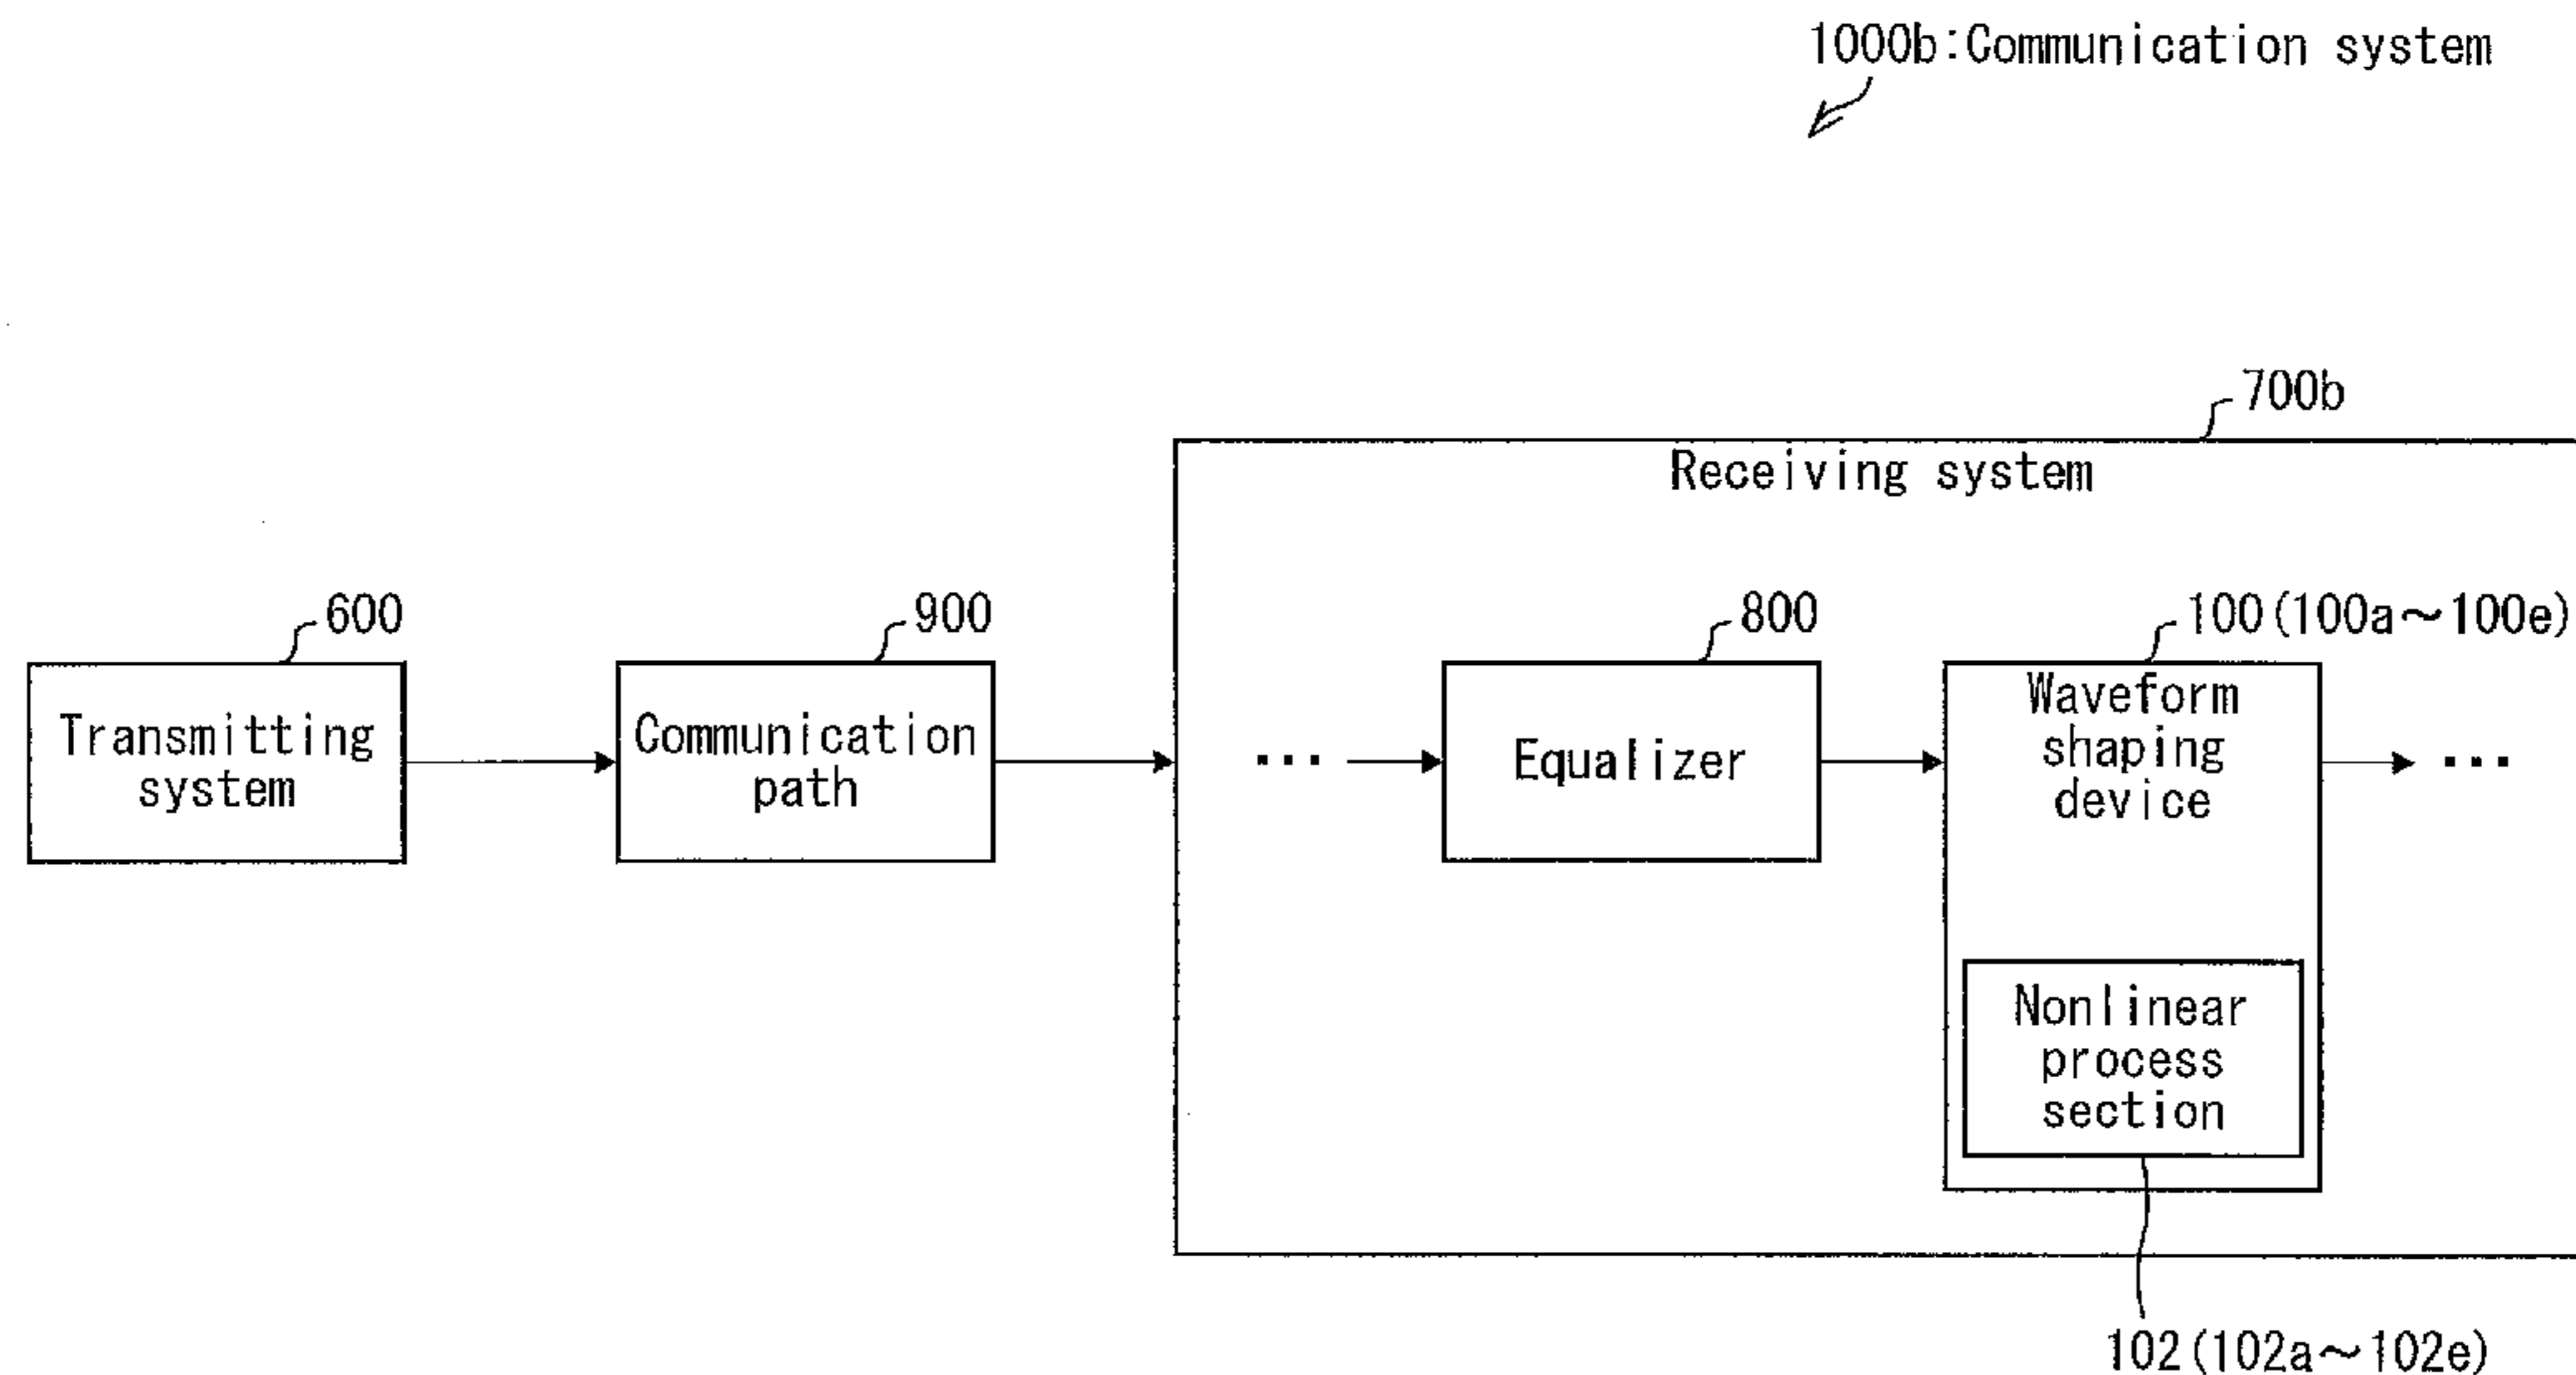 1000b:Communication system
700b
Receiving system
600
900
800
100(100a～100e)
Transmitting
system
Communication
path
...
Equalizer
Waveform
shaping
device
...
Nonlinear
process
section
102(102a～102e)